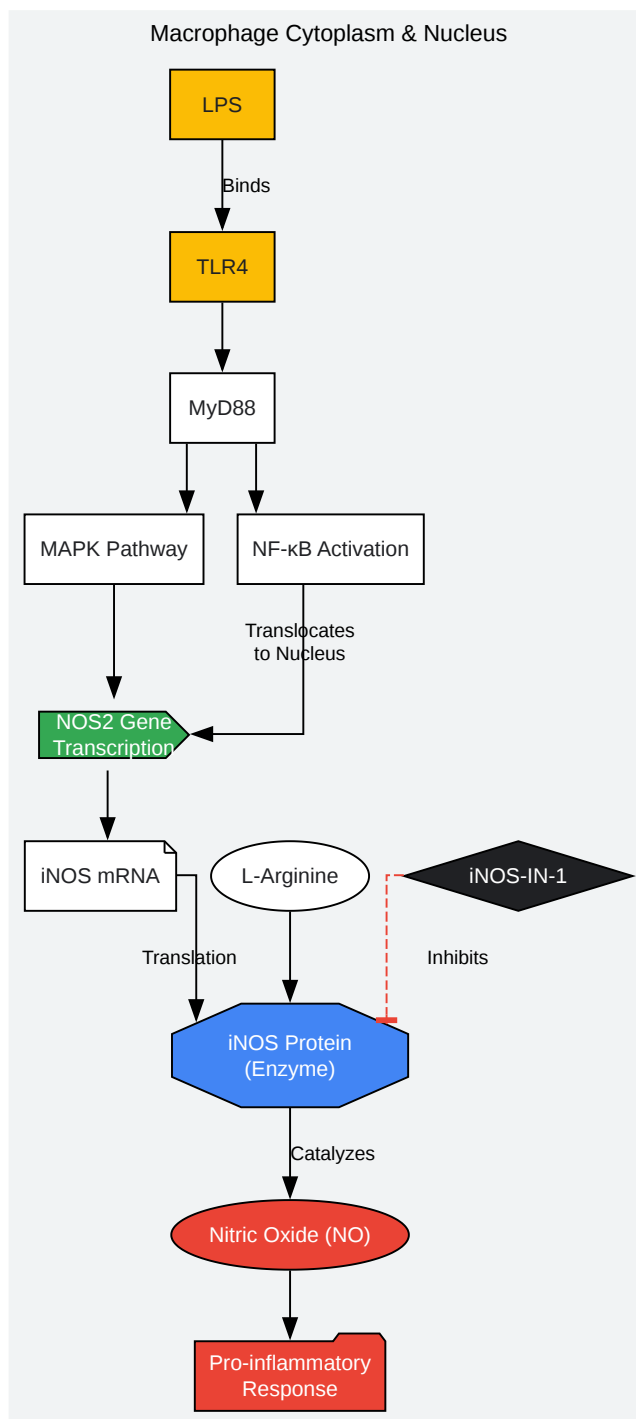 Macrophage Cytoplasm & Nucleus
LPS
Binds
TLR4
MyD88
MAPK Pathway
NF-κB Activation
Translocates
to Nucleus
NOS2 Gene
Transcription
iNOS mRNA
L-Arginine
iNOS-IN-1
Translation
Inhibits
iNOS Protein
(Enzyme)
Catalyzes
Nitric Oxide (NO)
Pro-inflammatory
Response